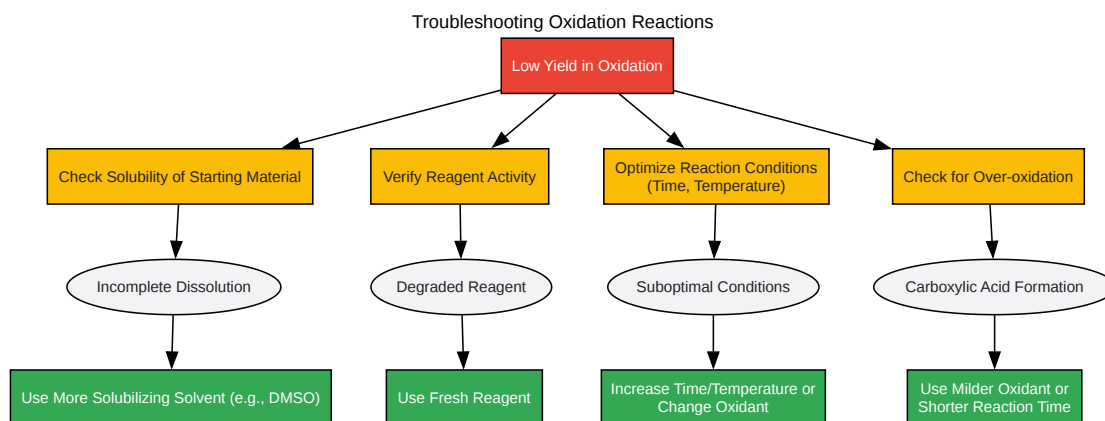 Troubleshooting Oxidation Reactions
Low Yield in Oxidation
Check Solubility of Starting Material
Verify Reagent Activity
Optimize Reaction Conditions
(Time, Temperature)
Check for Over-oxidation
Incomplete Dissolution
Degraded Reagent
Suboptimal Conditions
Carboxylic Acid Formation
Use More Solubilizing Solvent (e.g., DMSO)
Use Fresh Reagent
Increase Time/Temperature or
Change Oxidant
Use Milder Oxidant or
Shorter Reaction Time